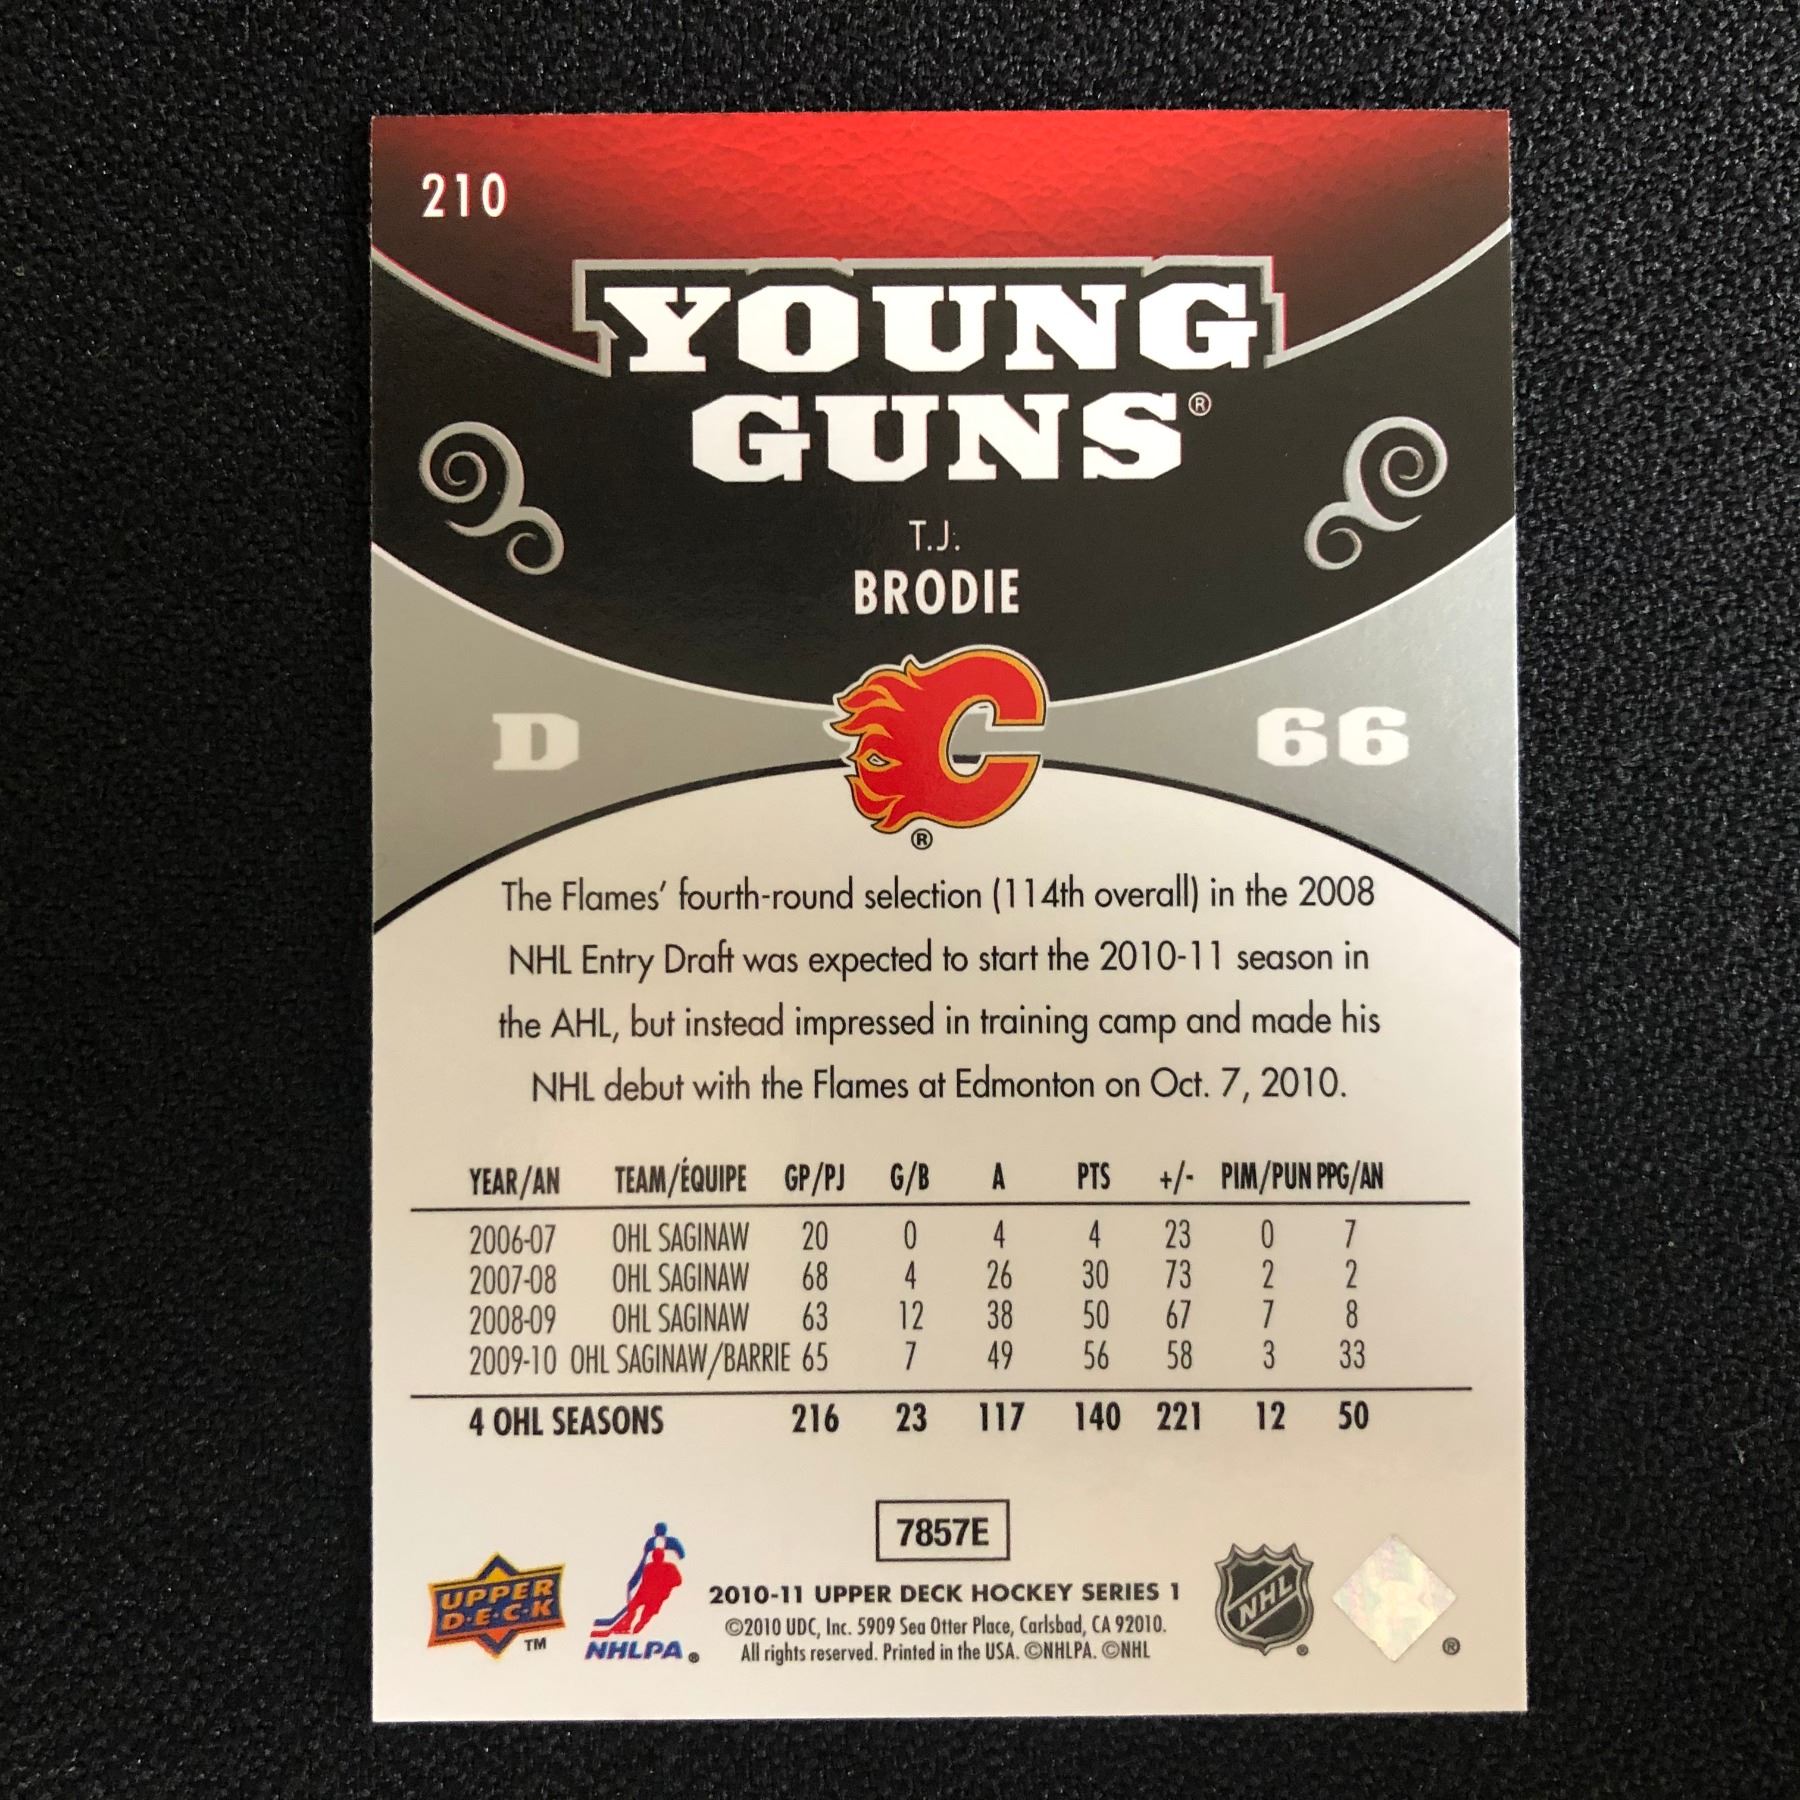 210
YOUNG
GUNS®
T.J.
BRODIE
D
66
®
The Flames' fourth-round selection (114th overall) in the 2008
NHL Entry Draft was expected to start the 2010-11 season in
the AHL, but instead impressed in training camp and made his
NHL debut with the Flames at Edmonton on Oct. 7, 2010.
YEAR/AN TEAM/ÉQUIPE GP/PJ G/B A PTS +/- PIM/PUN PPG/AN
2006-07 OHL SAGINAW 20 0 4 4 23 0 7
2007-08 OHL SAGINAW 68 4 26 30 73 2 2
2008-09 OHL SAGINAW 63 12 38 50 67 7 8
2009-10 OHL SAGINAW/BARRIE 65 7 49 56 58 3 33
4 OHL SEASONS 216 23 117 140 221 12 50
7857E
UPPER
D·E·C·K
TM
NHLPA®
2010-11 UPPER DECK HOCKEY SERIES 1
©2010 UDC, Inc. 5909 Sea Otter Place, Carlsbad, CA 92010.
All rights reserved. Printed in the USA. ©NHLPA. ©NHL
NHL
®
®